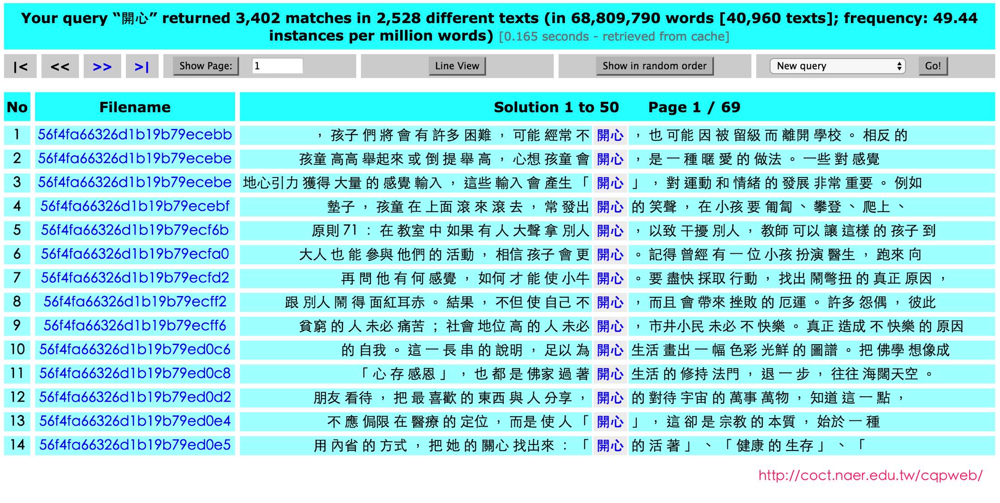 Your query “開心” returned 3,402 matches in 2,528 different texts (in 68,809,790 words [40,960 texts]; frequency: 49.44
instances per million words) [0.165 seconds - retrieved from cache]
|< << >> >| Show Page: 1 Line View Show in random order New query Go!
No Filename Solution 1 to 50 Page 1 / 69
1 56f4fa66326d1b19b79ecebb ， 孩子 們 將 會 有 許多 困難 ， 可能 經常 不 開心 ， 也 可能 因 被 留級 而 離開 學校 。 相反 的
2 56f4fa66326d1b19b79ecebe 孩童 高高 舉起來 或 倒 提 舉 高 ， 心想 孩童 會 開心 ， 是 一 種 暖 愛 的 做法 。 一些 對 感覺
3 56f4fa66326d1b19b79ecebe 地心引力 獲得 大量 的 感覺 輸入 ， 這些 輸入 會 產生 「 開心 」 ， 對 運動 和 情緒 的 發展 非常 重要 。 例如
4 56f4fa66326d1b19b79ecebf 墊子 ， 孩童 在 上面 滾 來 滾 去 ， 常 發出 開心 的 笑聲 ， 在 小孩 要 匍匐 、 攀登 、 爬上 、
5 56f4fa66326d1b19b79ecf6b 原則 71 ： 在 教室 中 如果 有 人 大聲 拿 別人 開心 ， 以致 干擾 別人 ， 教師 可以 讓 這樣 的 孩子 到
6 56f4fa66326d1b19b79ecfa0 大人 也 能 參與 他們 的 活動 ， 相信 孩子 會 更 開心 。 記得 曾經 有 一 位 小孩 扮演 醫生 ， 跑來 向
7 56f4fa66326d1b19b79ecfd2 再 問 他 有 何 感覺 ， 如何 才 能 使 小牛 開心 。 要 盡快 採取 行動 ， 找出 鬧彆扭 的 真正 原因 ，
8 56f4fa66326d1b19b79ecff2 跟 別人 鬧 得 面紅耳赤 。 結果 ， 不但 使 自己 不 開心 ， 而且 會 帶來 挫敗 的 厄運 。 許多 怨偶 ， 彼此
9 56f4fa66326d1b19b79ecff6 貧窮 的 人 未必 痛苦 ； 社會 地位 高 的 人 未必 開心 ， 市井小民 未必 不 快樂 。 真正 造成 不 快樂 的 原因
10 56f4fa66326d1b19b79ed0c6 的 自我 。 這 一 長 串 的 說明 ， 足以 為 開心 生活 畫出 一 幅 色彩 光鮮 的 圖譜 。 把 佛學 想像成
11 56f4fa66326d1b19b79ed0c8 「 心 存 感恩 」 ， 也 都 是 佛家 過 著 開心 生活 的 修持 法門 ， 退 一 步 ， 往往 海闊天空 。
12 56f4fa66326d1b19b79ed0d2 朋友 看待 ， 把 最 喜歡 的 東西 與 人 分享 ， 開心 的 對待 宇宙 的 萬事 萬物 ， 知道 這 一 點 ，
13 56f4fa66326d1b19b79ed0e4 不 應 侷限 在 醫療 的 定位 ， 而是 使 人 「 開心 」 ， 這 卻 是 宗教 的 本質 ， 始於 一 種
14 56f4fa66326d1b19b79ed0e5 用 內省 的 方式 ， 把 她 的 關心 找出來 ： 「 開心 的 活 著 」 、 「 健康 的 生存 」 、 「
http://coct.naer.edu.tw/cqpweb/